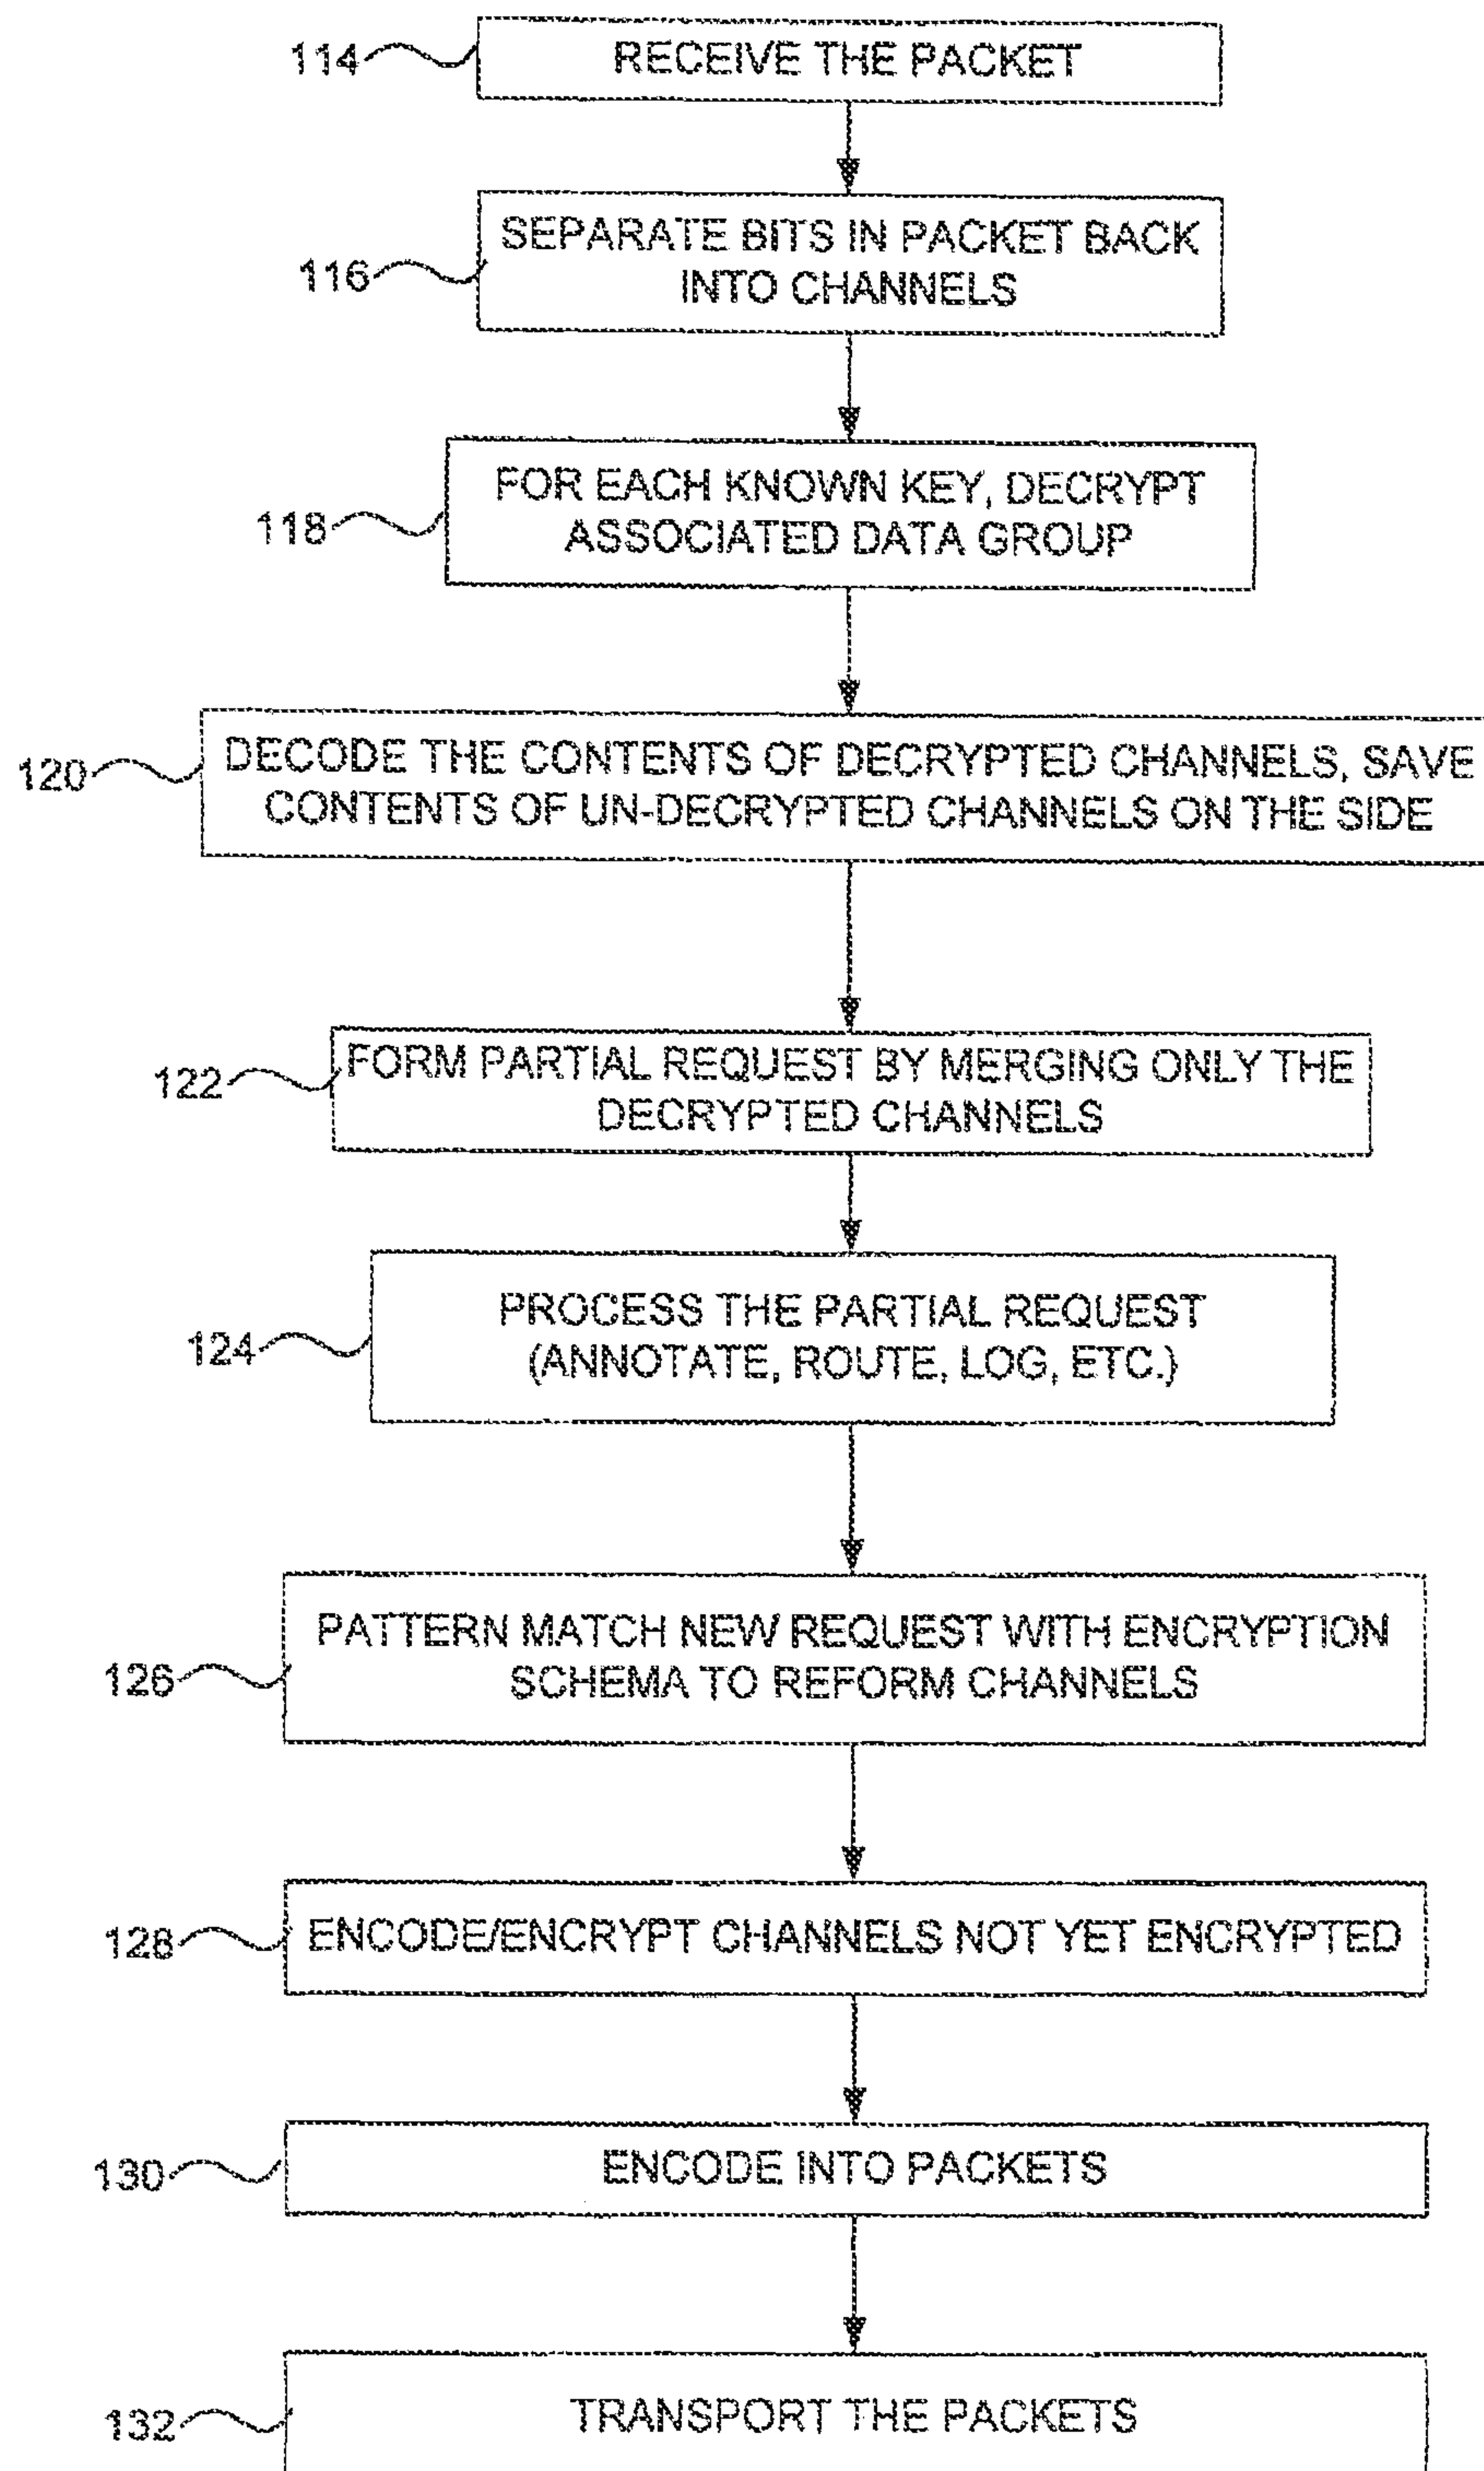 114 RECEIVE THE PACKET
SEPARATE BITS IN PACKET BACK
116 INTO CHANNELS
FOR EACH KNOWN KEY, DECRYPT
118 ASSOCIATED DATA GROUP
120 DECODE THE CONTENTS OF DECRYPTED CHANNELS, SAVE
CONTENTS OF UN-DECRYPTED CHANNELS ON THE SIDE
122 FORM PARTIAL REQUEST BY MERGING ONLY THE
DECRYPTED CHANNELS
PROCESS THE PARTIAL REQUEST
124 (ANNOTATE, ROUTE, LOG, ETC.)
PATTERN MATCH NEW REQUEST WITH ENCRYPTION
126 SCHEMA TO REFORM CHANNELS
128 ENCODE/ENCRYPT CHANNELS NOT YET ENCRYPTED
130 ENCODE INTO PACKETS
132 TRANSPORT THE PACKETS